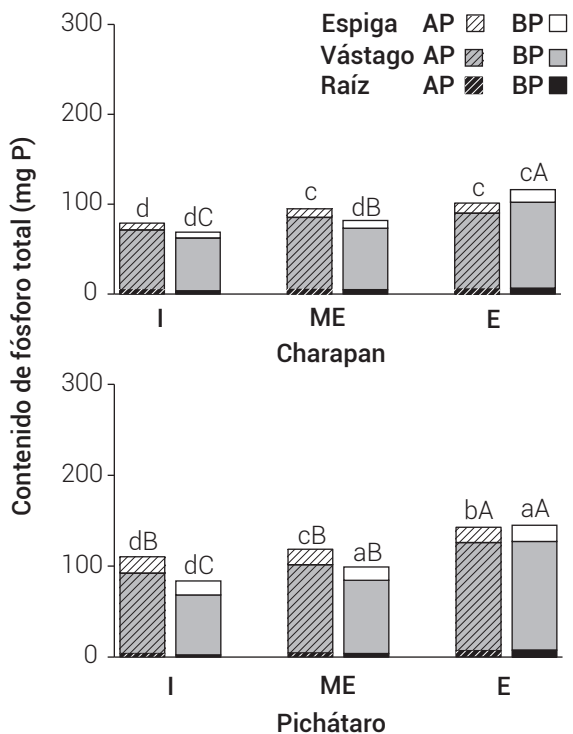 Contenido de fósforo total (mg P)
Espiga AP BP
Vástago AP BP
Raíz AP BP
300
200
100
0
d dC c dB c cA
I ME E
Charapan
300
200
100
0
dB dC cB aB bA aA
I ME E
Pichátaro